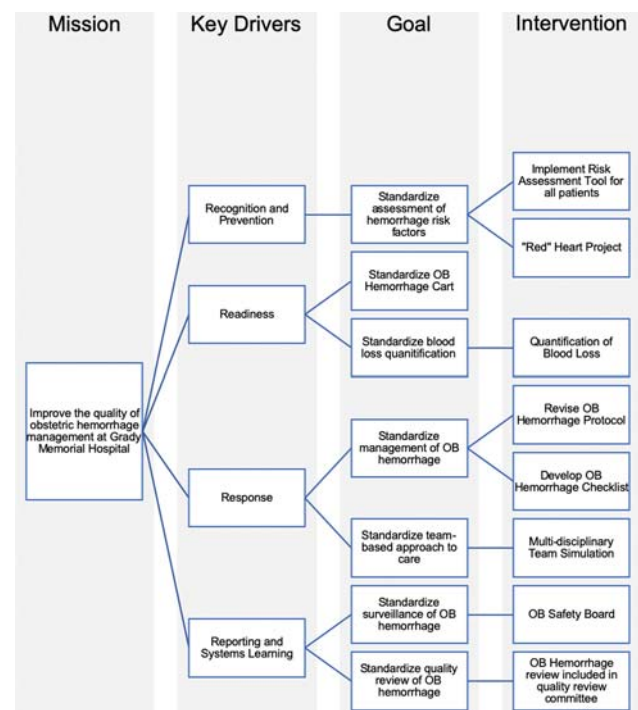 Mission
Key Drivers
Goal
Intervention
Improve the quality of
obstetric hemorrhage
management at Grady
Memorial Hospital
Recognition and
Prevention
Readiness
Response
Reporting and
Systems Learning
Standardize
assessment of
hemorrhage risk
factors
Standardize OB
Hemorrhage Cart
Standardize blood
loss quanitification
Standardize
management of OB
hemorrhage
Standardize team-
based approach to
care
Standardize
surveillance of OB
hemorrhage
Standardize quality
review of OB
hemorrhage
Implement Risk
Assessment Tool for
all patients
"Red" Heart Project
Quantification of
Blood Loss
Revise OB
Hemorrhage Protocol
Develop OB
Hemorrhage Checklist
Multi-disciplinary
Team Simulation
OB Safety Board
OB Hemorrhage
review included in
quality review
committee